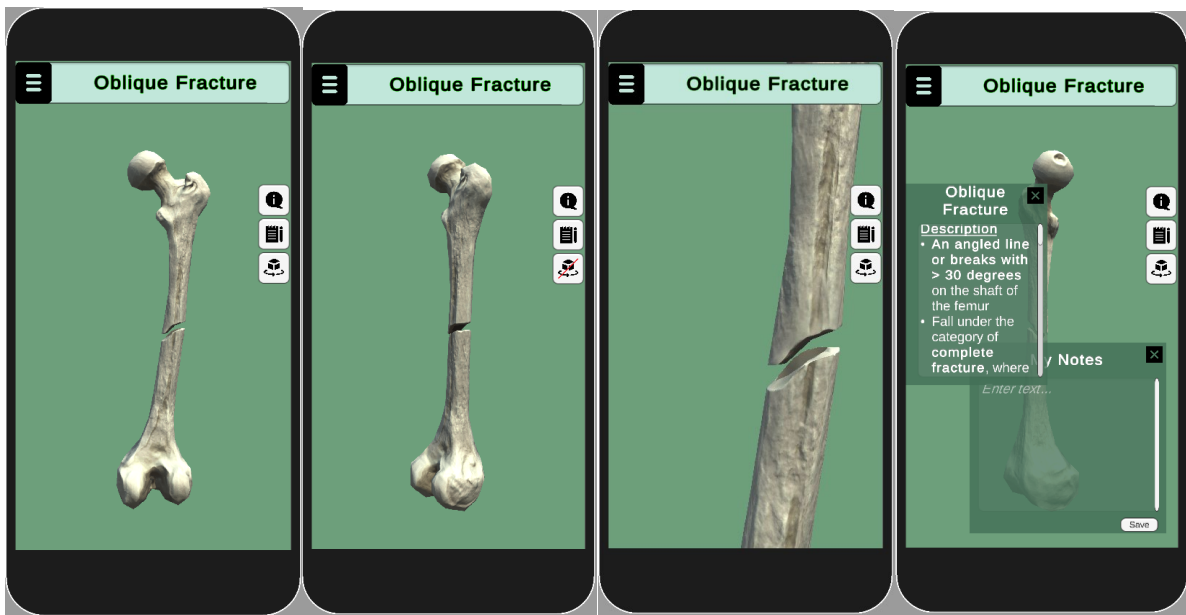 Oblique Fracture
Oblique Fracture
Oblique Fracture
Oblique Fracture
Oblique
Fracture
Description
• An angled line
or breaks with
> 30 degrees
on the shaft of
the femur
• Fall under the
category of
complete
fracture, where
My Notes
Enter text...
Save